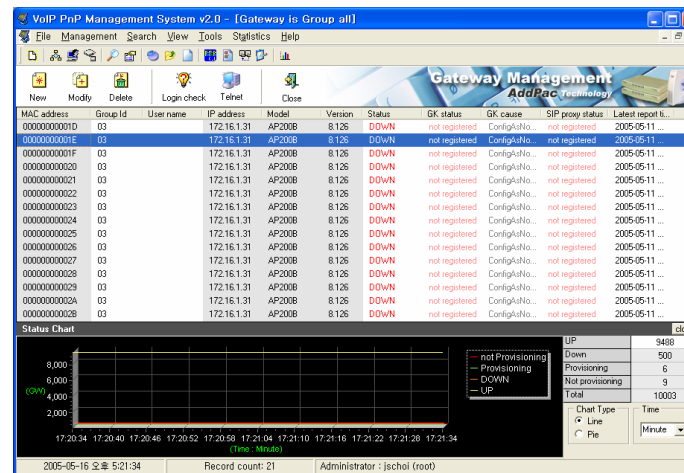 VoIP PnP Management System v2.0 - [Gateway is Group all]
File Management Search View Tools Statistics Help
New Modify Delete Login check Telnet Close
Gateway Management
AddPac Technology
MAC address Group Id User name IP address Model Version Status GK status GK cause SIP proxy status Latest report ti...
00000000001D 03 172.16.1.31 AP200B 8.126 DOWN not registered ConfigAsNo... not registered 2005-05-11 ...
00000000001E 03 172.16.1.31 AP200B 8.126 DOWN not registered ConfigAsNo... not registered 2005-05-11 ...
00000000001F 03 172.16.1.31 AP200B 8.126 DOWN not registered ConfigAsNo... not registered 2005-05-11 ...
000000000020 03 172.16.1.31 AP200B 8.126 DOWN not registered ConfigAsNo... not registered 2005-05-11 ...
000000000021 03 172.16.1.31 AP200B 8.126 DOWN not registered ConfigAsNo... not registered 2005-05-11 ...
000000000022 03 172.16.1.31 AP200B 8.126 DOWN not registered ConfigAsNo... not registered 2005-05-11 ...
000000000023 03 172.16.1.31 AP200B 8.126 DOWN not registered ConfigAsNo... not registered 2005-05-11 ...
000000000024 03 172.16.1.31 AP200B 8.126 DOWN not registered ConfigAsNo... not registered 2005-05-11 ...
000000000025 03 172.16.1.31 AP200B 8.126 DOWN not registered ConfigAsNo... not registered 2005-05-11 ...
000000000026 03 172.16.1.31 AP200B 8.126 DOWN not registered ConfigAsNo... not registered 2005-05-11 ...
000000000027 03 172.16.1.31 AP200B 8.126 DOWN not registered ConfigAsNo... not registered 2005-05-11 ...
000000000028 03 172.16.1.31 AP200B 8.126 DOWN not registered ConfigAsNo... not registered 2005-05-11 ...
000000000029 03 172.16.1.31 AP200B 8.126 DOWN not registered ConfigAsNo... not registered 2005-05-11 ...
00000000002A 03 172.16.1.31 AP200B 8.126 DOWN not registered ConfigAsNo... not registered 2005-05-11 ...
00000000002B 03 172.16.1.31 AP200B 8.126 DOWN not registered ConfigAsNo... not registered 2005-05-11 ...
Status Chart clo
8,000
6,000
(GW)
4,000
2,000
17:20:34 17:20:40 17:20:46 17:20:52 17:20:58 17:21:04 17:21:10 17:21:16 17:21:22 17:21:28 17:21:34
(Time : Minute)
not Provisioning
Provisioning
DOWN
UP
UP 9488
Down 500
Provisioning 6
Not provisioning 9
Total 10003
Chart Type Time
Line
Pie
Minute
2005-05-16 오후 5:21:34 Record count: 21 Administrator : jschoi (root)